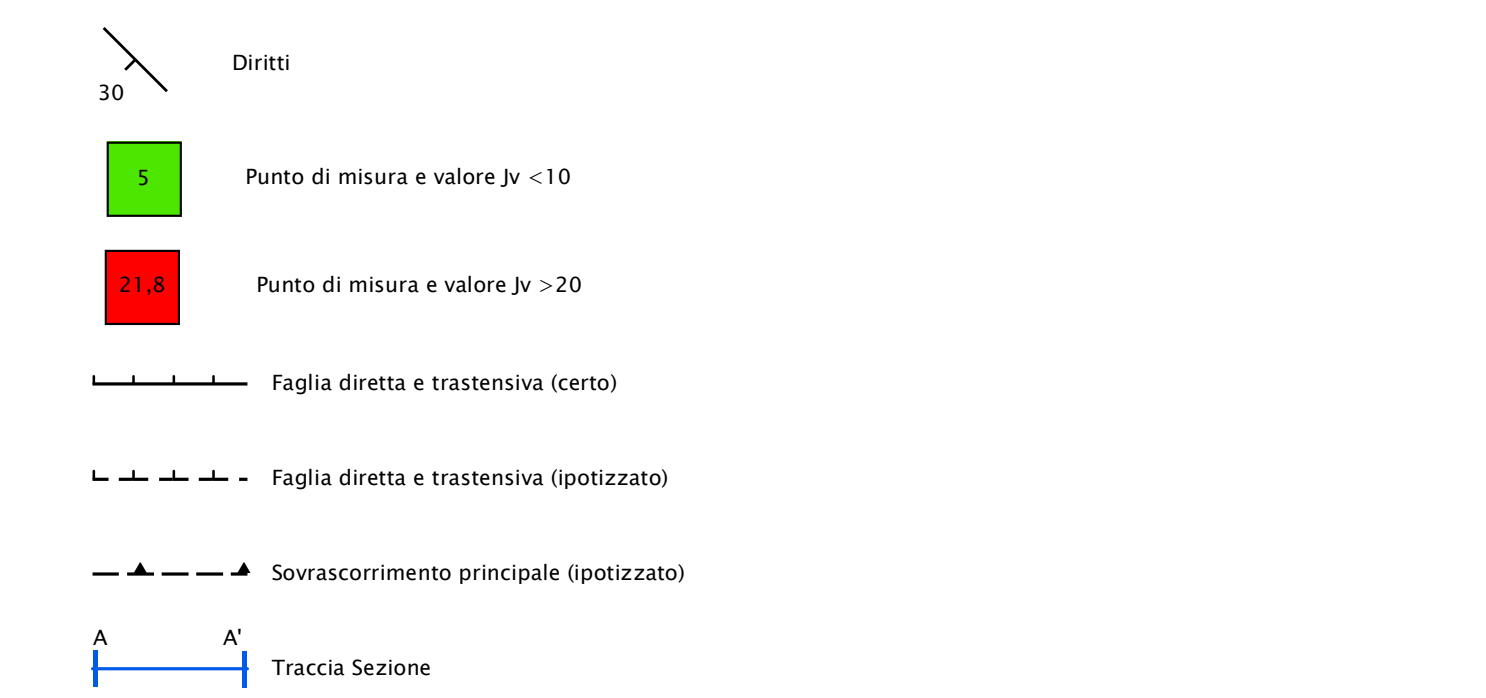 Diritti
30
5
Punto di misura e valore Jv <10
21,8
Punto di misura e valore Jv >20
Faglia diretta e trastensiva (certo)
Faglia diretta e trastensiva (ipotizzato)
Sovrascorrimento principale (ipotizzato)
A A'
Traccia Sezione